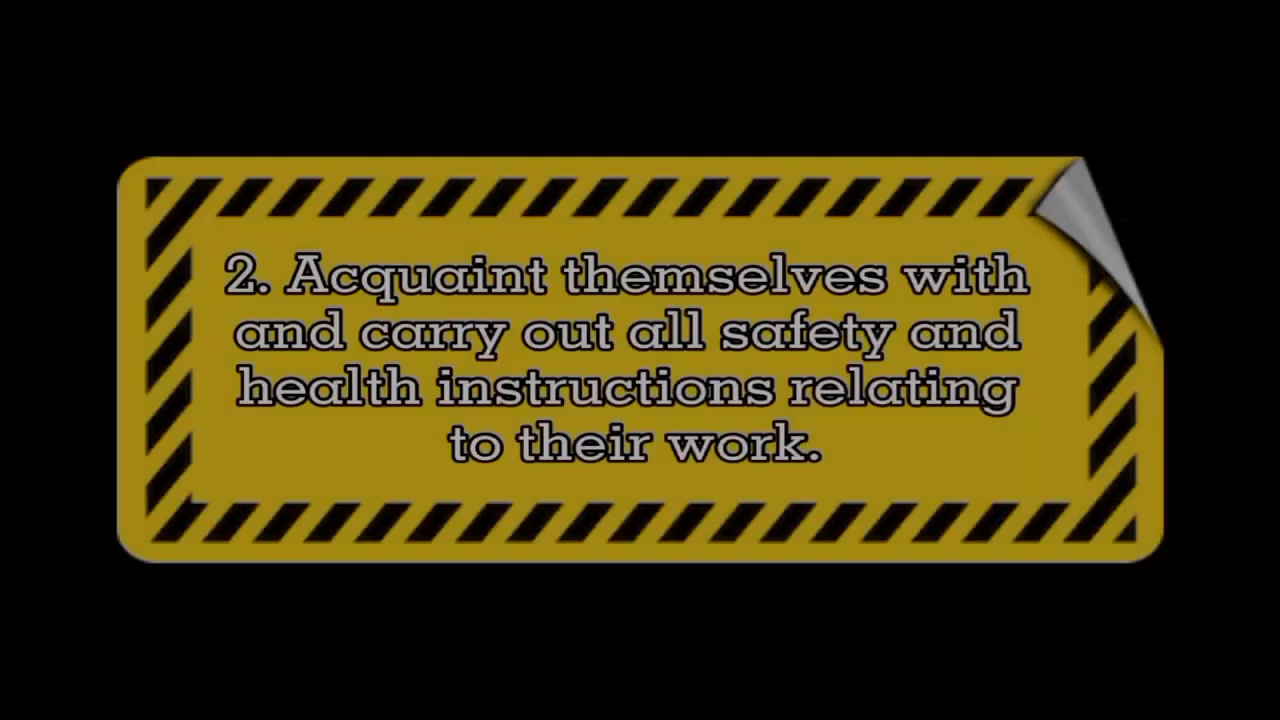 2. Acquaint themselves with
and carry out all safety and
health instructions relating
to their work.